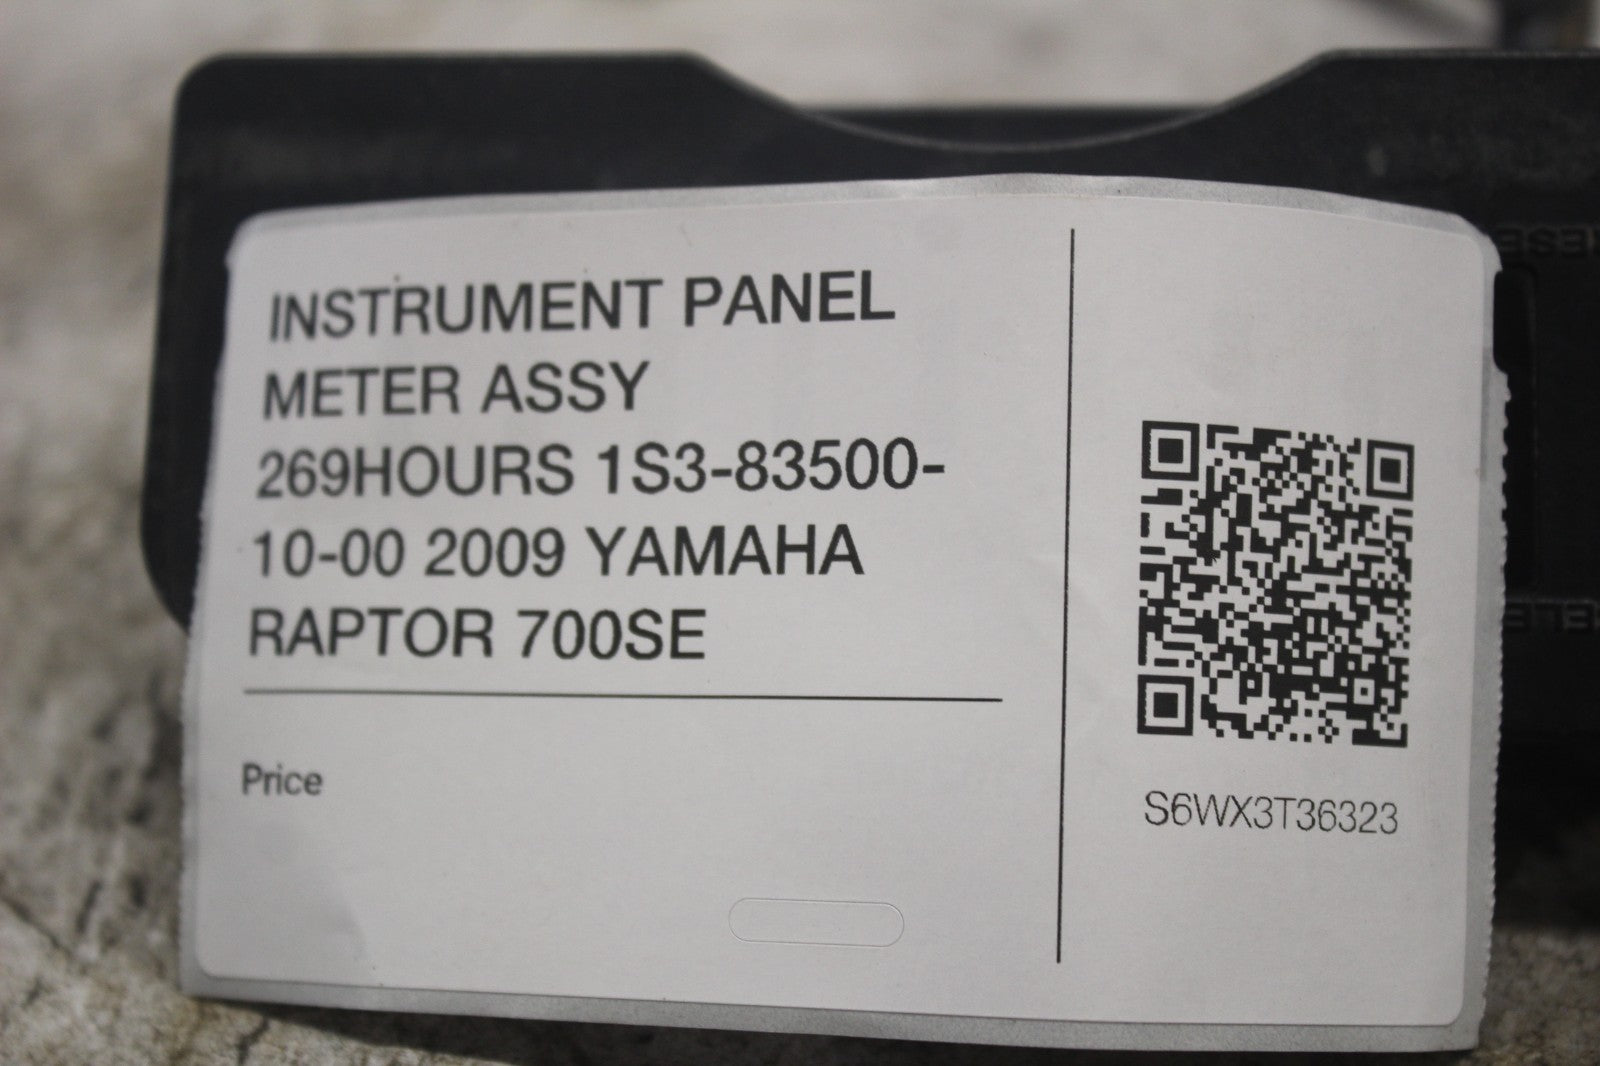 INSTRUMENT PANEL
METER ASSY
269HOURS 1S3-83500-
10-00 2009 YAMAHA
RAPTOR 700SE
Price
S6WX3T36323